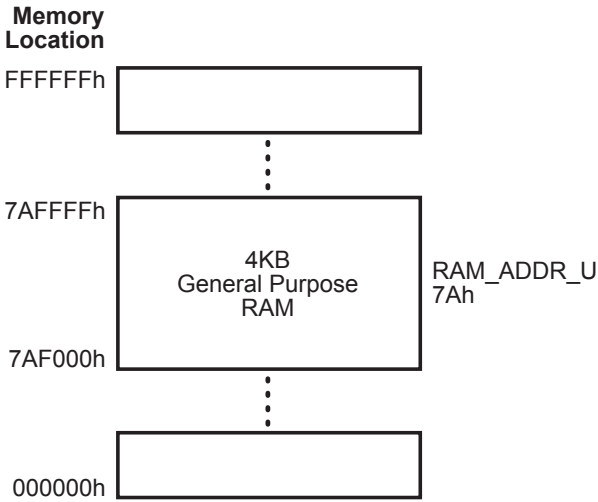 Memory
Location
FFFFFFh
7AFFFFh
4KB
General Purpose
RAM
RAM_ADDR_U
7Ah
7AF000h
000000h